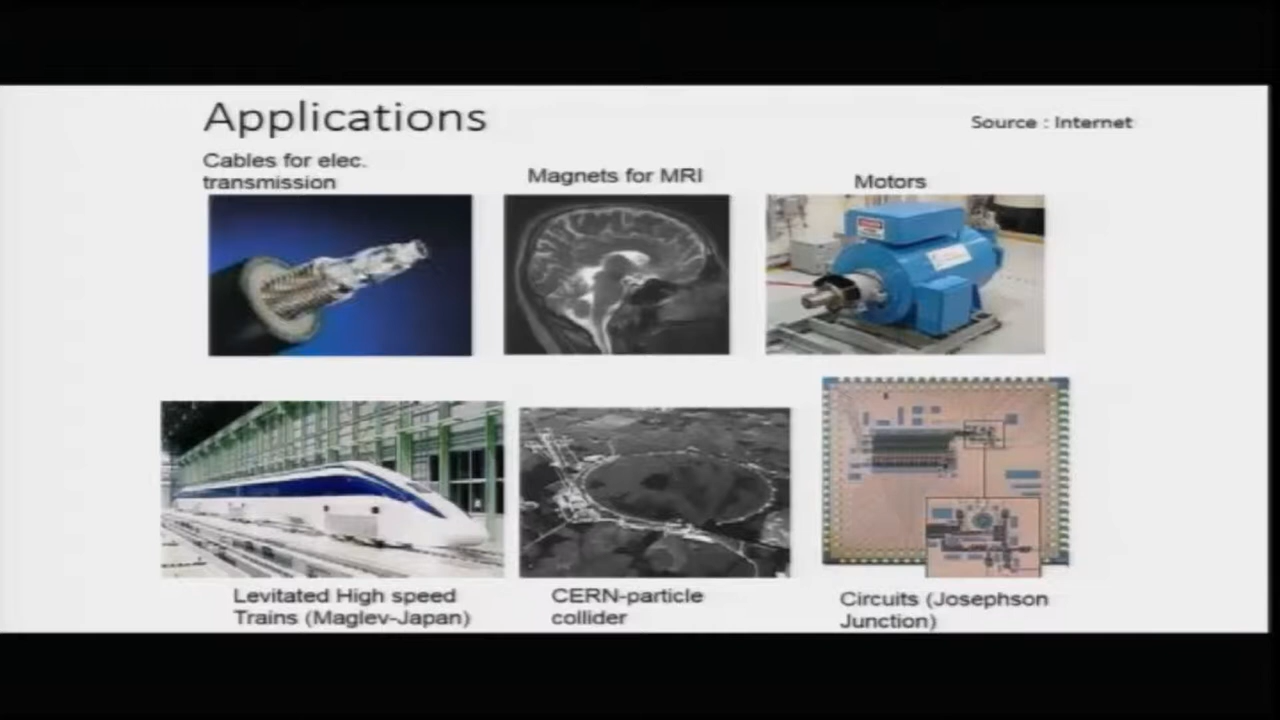 Applications
Source : Internet
Cables for elec.
transmission
Magnets for MRI
Motors
Levitated High speed
Trains (Maglev-Japan)
CERN-particle
collider
Circuits (Josephson
Junction)